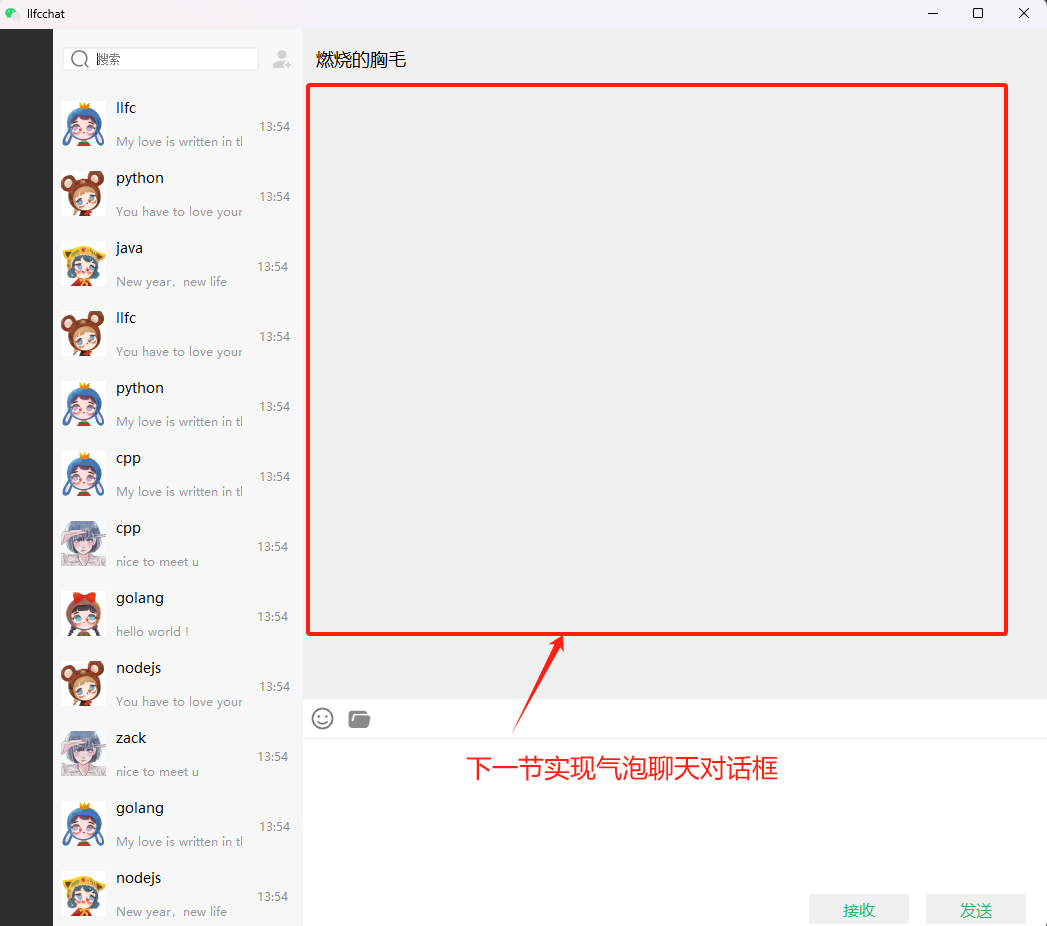 llfcchat
搜索
燃烧的胸毛
llfc
13:54
My love is written in th
python
13:54
You have to love your
java
13:54
New year，new life
llfc
13:54
You have to love your
python
13:54
My love is written in th
cpp
13:54
My love is written in th
cpp
13:54
nice to meet u
golang
13:54
hello world！
nodejs
13:54
You have to love your
zack
13:54
nice to meet u
golang
13:54
My love is written in th
nodejs
13:54
New year，new life
下一节实现气泡聊天对话框
接收
发送